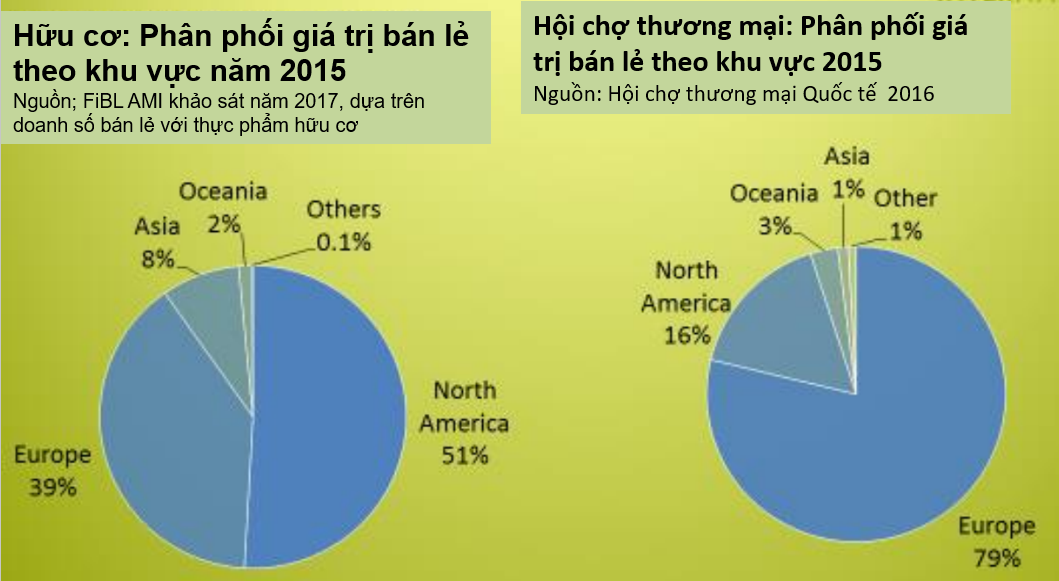 Hữu cơ: Phân phối giá trị bán lẻ
theo khu vực năm 2015
Nguồn; FiBL AMI khảo sát năm 2017, dựa trên
doanh số bán lẻ với thực phẩm hữu cơ
Hội chợ thương mại: Phân phối giá
trị bán lẻ theo khu vực 2015
Nguồn: Hội chợ thương mại Quốc tế 2016
Oceania
2%
Others
0.1%
Asia
8%
North
America
51%
Europe
39%
Asia
1%
Oceania
3%
Other
1%
North
America
16%
Europe
79%